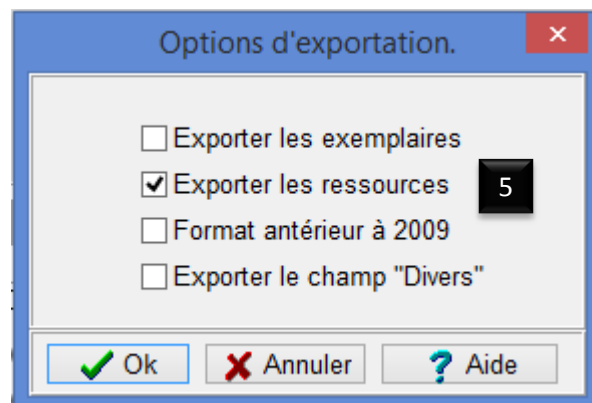 Options d'exportation.
Exporter les exemplaires
Exporter les ressources 5
Format antérieur à 2009
Exporter le champ "Divers"
Ok Annuler ? Aide